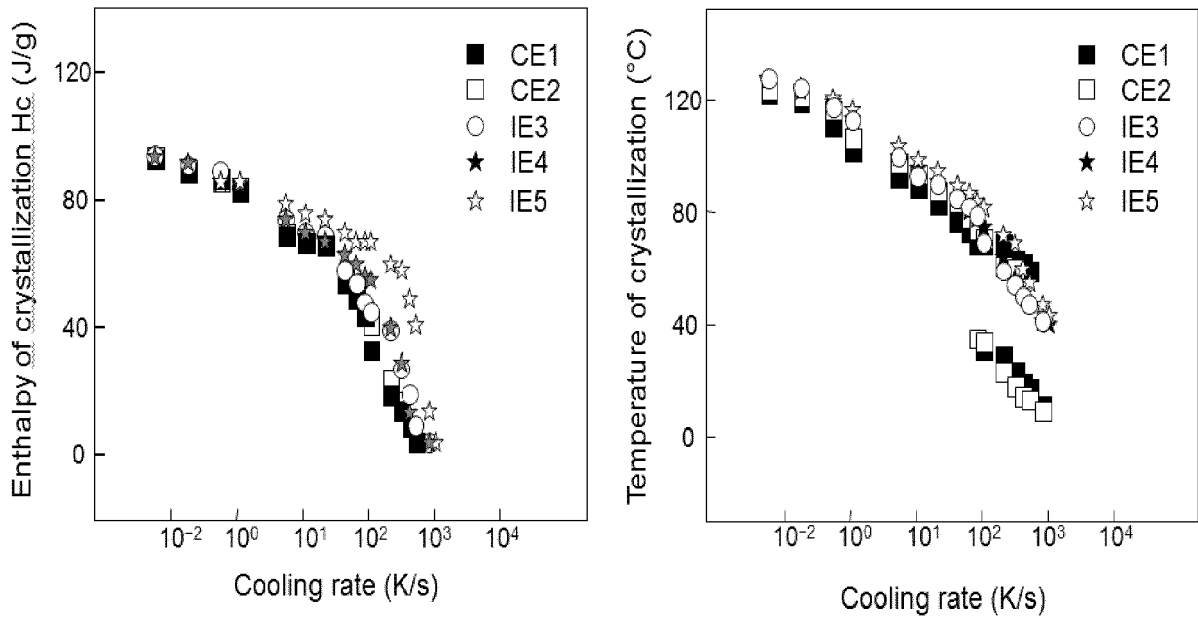 Enthalpy of crystallization Hc (J/g)
120
80
40
0
CE1
CE2
IE3
IE4
IE5
10⁻²
10⁰
10¹
10²
10³
10⁴
Cooling rate (K/s)
Temperature of crystallization (°C)
120
80
40
0
CE1
CE2
IE3
IE4
IE5
10⁻²
10⁰
10¹
10²
10³
10⁴
Cooling rate (K/s)